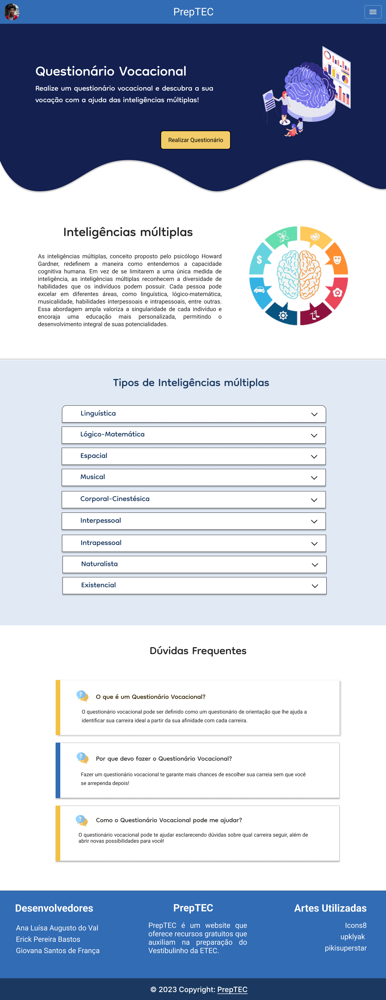 PrepTEC
Questionário Vocacional
Realize um questionário vocacional e descubra a sua
vocação com a ajuda das inteligências múltiplas!
Realizar Questionário
Inteligências múltiplas
As inteligências múltiplas, conceito proposto pelo psicólogo Howard
Gardner, redefinem a maneira como entendemos a capacidade
cognitiva humana. Em vez de se limitarem a uma única medida de
inteligência, as inteligências múltiplas reconhecem a diversidade de
habilidades que os indivíduos podem possuir. Cada pessoa pode
excelar em diferentes áreas, como linguística, lógico-matemática,
musicalidade, habilidades interpessoais e intrapessoais, entre outras.
Essa abordagem ampla valoriza a singularidade de cada indivíduo e
encoraja uma educação mais personalizada, permitindo o
desenvolvimento integral de suas potencialidades.
$
Tipos de Inteligências múltiplas
Linguística
Lógico-Matemática
Espacial
Musical
Corporal-Cinestésica
Interpessoal
Intrapessoal
Naturalista
Existencial
Dúvidas Frequentes
? O que é um Questionário Vocacional?
O questionário vocacional pode ser definido como um questionário de orientação que lhe ajuda a
identificar sua carreira ideal a partir da sua afinidade com cada carreira.
? Por que devo fazer o Questionário Vocacional?
Fazer um questionário vocacional te garante mais chances de escolher sua carreia sem que você
se arrependa depois!
? Como o Questionário Vocacional pode me ajudar?
O questionário vocacional pode te ajudar esclarecendo dúvidas sobre qual carreira seguir, além de
abrir novas possibilidades para você!
Desenvolvedores
Ana Luísa Augusto do Val
Erick Pereira Bastos
Giovana Santos de França
PrepTEC
PrepTEC é um website que
oferece recursos gratuitos que
auxiliam na preparação do
Vestibulinho da ETEC.
Artes Utilizadas
Icons8
upklyak
pikisuperstar
© 2023 Copyright: PrepTEC